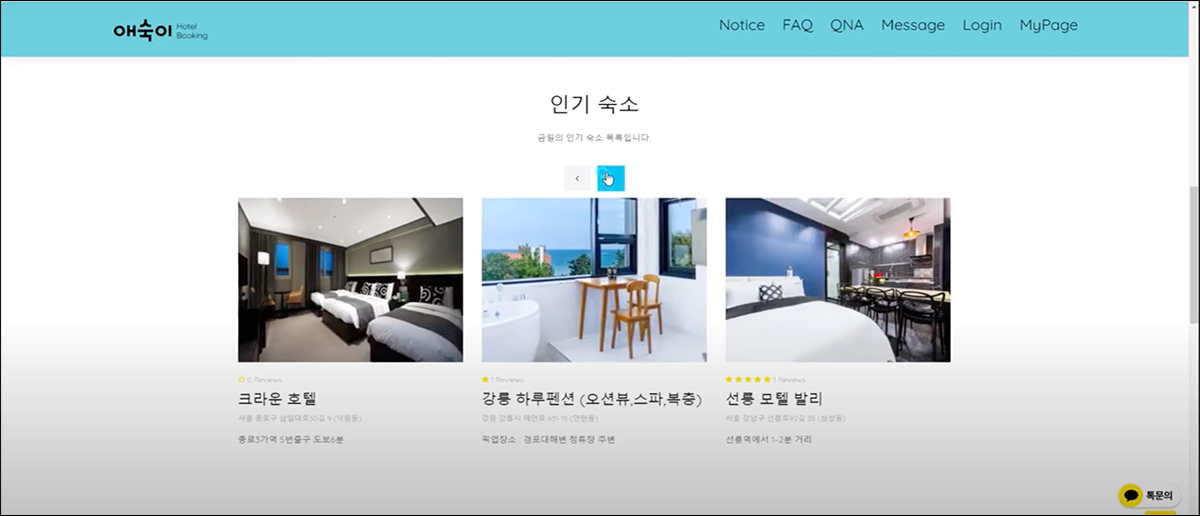 애숙이 Hotel Booking
Notice FAQ QNA Message Login MyPage
인기 숙소
금일의 인기 숙소 목록입니다.
<
0 Reviews
크라운 호텔
서울 종로구 삼일대로30길 9 (낙원동)
종로3가역 5번출구 도보6분
1 Reviews
강릉 하루펜션 (오션뷰,스파,복층)
강원 강릉시 해안로 651-15 (안현동)
픽업장소 : 경포대해변 정류장 주변
1 Reviews
선릉 모텔 발리
서울 강남구 선릉로92길 35 (삼성동)
선릉역에서 1-2분 거리
톡문의